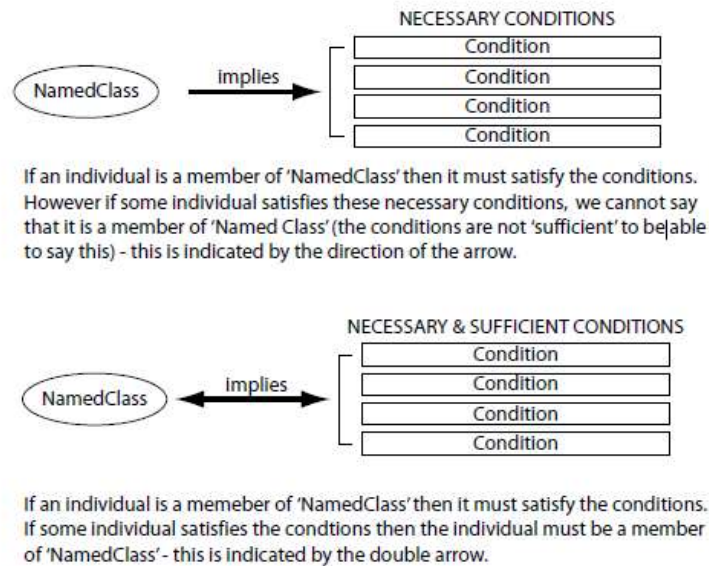 NECESSARY CONDITIONS
Condition
NamedClass implies Condition
Condition
Condition
If an individual is a member of ‘NamedClass’ then it must satisfy the conditions.
However if some individual satisfies these necessary conditions, we cannot say
that it is a member of ‘Named Class’ (the conditions are not ‘sufficient’ to be|able
to say this) - this is indicated by the direction of the arrow.
NECESSARY & SUFFICIENT CONDITIONS
Condition
NamedClass implies Condition
Condition
Condition
If an individual is a memeber of ‘NamedClass’ then it must satisfy the conditions.
If some individual satisfies the condtions then the individual must be a member
of ‘NamedClass’ - this is indicated by the double arrow.